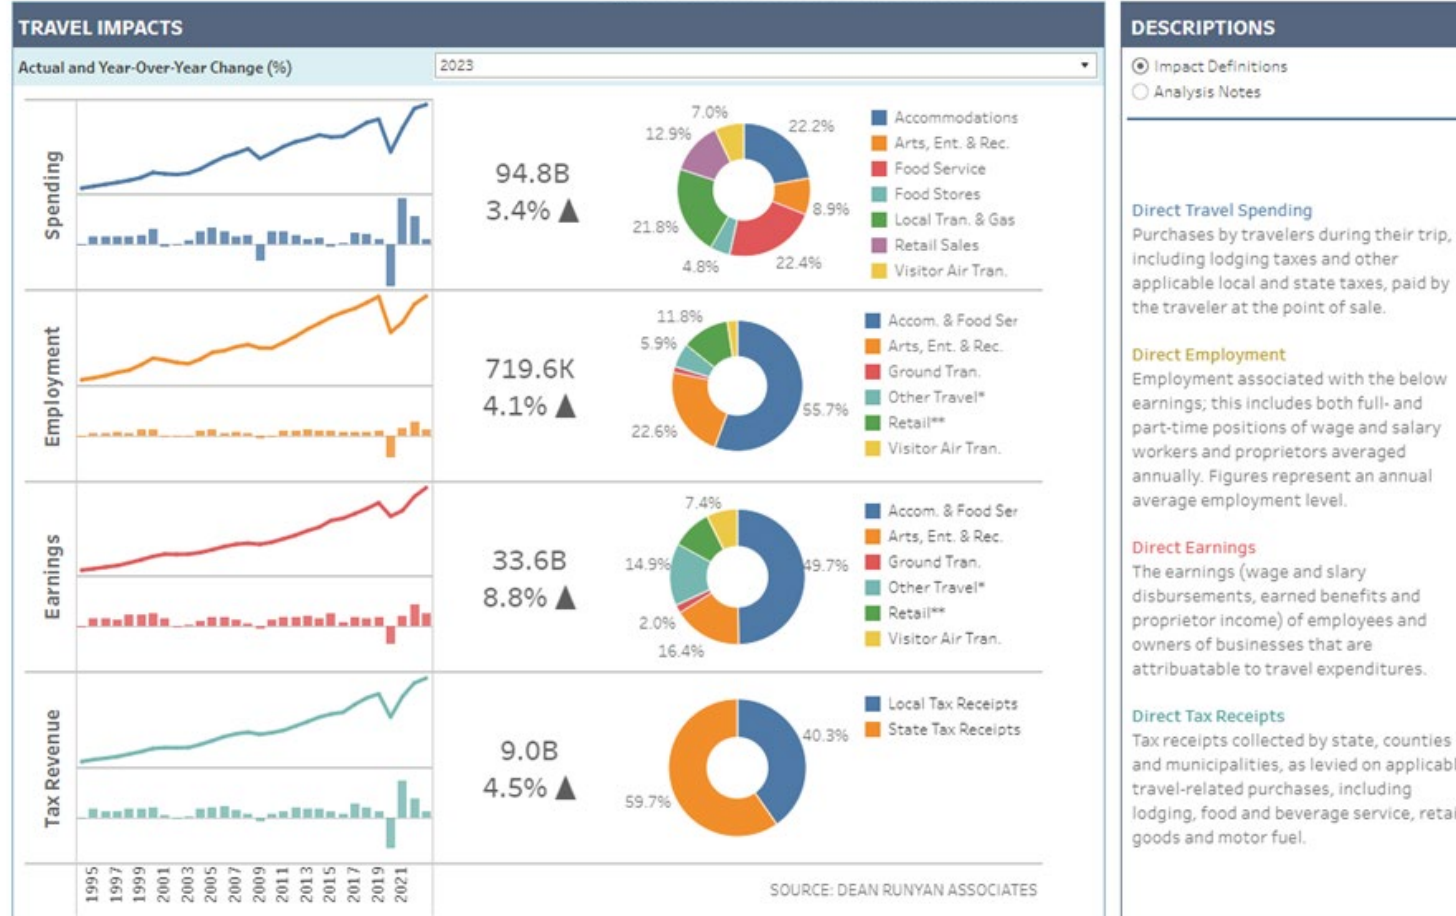 TRAVEL IMPACTS
Actual and Year-Over-Year Change (%)
2023
Spending
94.8B
3.4% ▲
7.0%
22.2%
12.9%
8.9%
21.8%
4.8%
22.4%
Accommodations
Arts, Ent. & Rec.
Food Service
Food Stores
Local Tran. & Gas
Retail Sales
Visitor Air Tran.
Employment
719.6K
4.1% ▲
11.8%
5.9%
55.7%
22.6%
Accom. & Food Ser
Arts, Ent. & Rec.
Ground Tran.
Other Travel*
Retail**
Visitor Air Tran.
Earnings
33.6B
8.8% ▲
7.4%
14.9%
49.7%
2.0%
16.4%
Accom. & Food Ser
Arts, Ent. & Rec.
Ground Tran.
Other Travel*
Retail**
Visitor Air Tran.
Tax Revenue
9.0B
4.5% ▲
40.3%
59.7%
Local Tax Receipts
State Tax Receipts
1995
1997
1999
2001
2003
2005
2007
2009
2011
2013
2015
2017
2019
2021
SOURCE: DEAN RUNYAN ASSOCIATES
DESCRIPTIONS
Impact Definitions
Analysis Notes
Direct Travel Spending
Purchases by travelers during their trip,
including lodging taxes and other
applicable local and state taxes, paid by
the traveler at the point of sale.
Direct Employment
Employment associated with the below
earnings; this includes both full- and
part-time positions of wage and salary
workers and proprietors averaged
annually. Figures represent an annual
average employment level.
Direct Earnings
The earnings (wage and slary
disbursements, earned benefits and
proprietor income) of employees and
owners of businesses that are
attribuatable to travel expenditures.
Direct Tax Receipts
Tax receipts collected by state, counties
and municipalities, as levied on applicabl
travel-related purchases, including
lodging, food and beverage service, retai
goods and motor fuel.